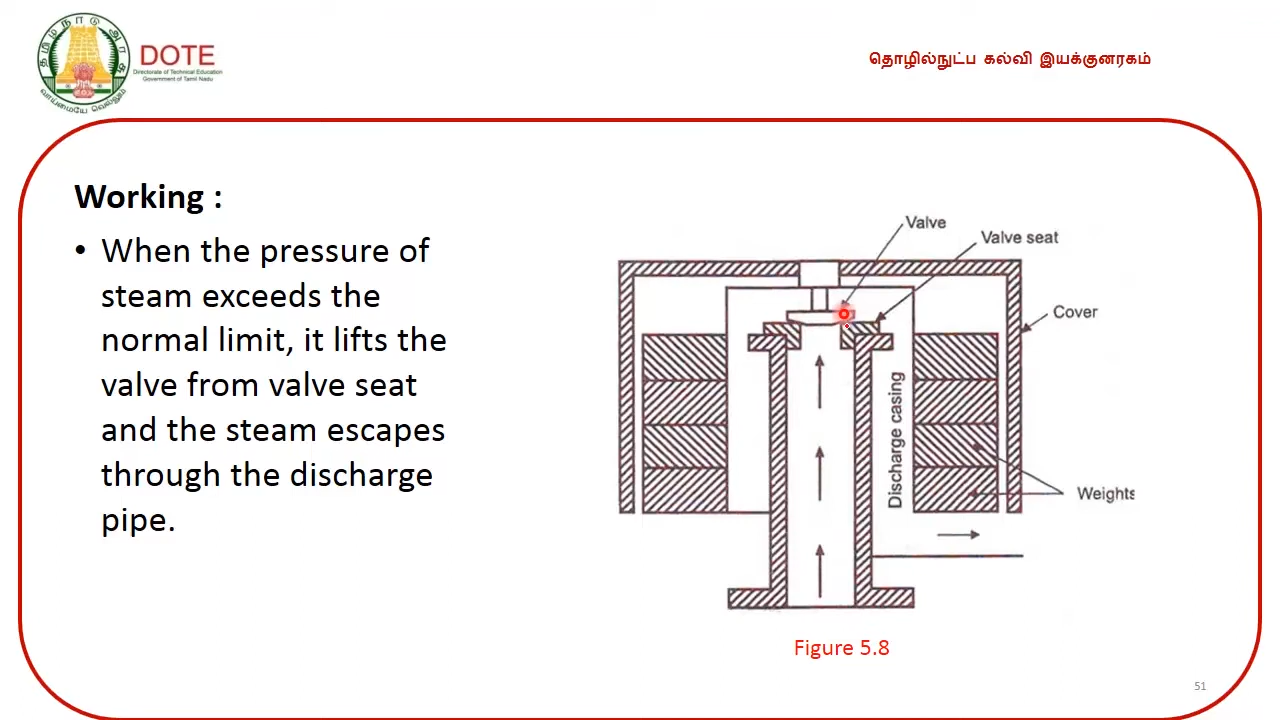 தமிழ்நாடு அரசு
வாய்மையே வெல்லும்
DOTE
Directorate of Technical Education
Government of Tamil Nadu
தொழில்நுட்ப கல்வி இயக்குனரகம்
Working :
• When the pressure of
steam exceeds the
normal limit, it lifts the
valve from valve seat
and the steam escapes
through the discharge
pipe.
Valve
Valve seat
Cover
Discharge casing
Weights
Figure 5.8
51